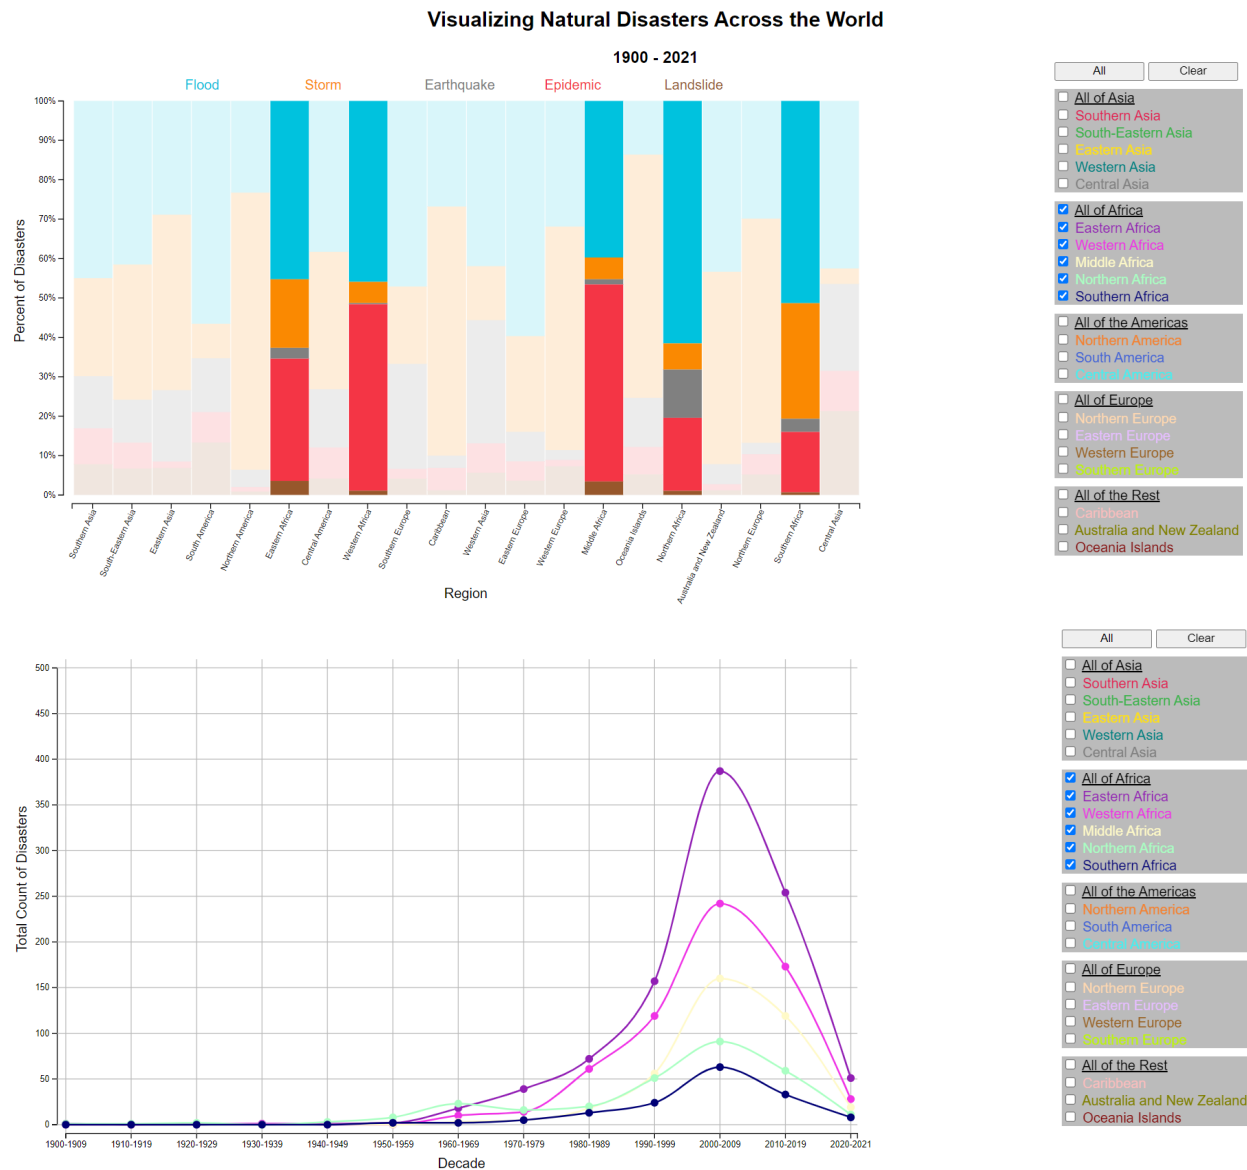 Visualizing Natural Disasters Across the World
1900 - 2021
Flood Storm Earthquake Epidemic Landslide
100%
90%
80%
70%
60%
50%
40%
30%
20%
10%
0%
Percent of Disasters
Southern Asia
South-Eastern Asia
Eastern Asia
South America
Northern America
Eastern Africa
Central America
Western Africa
Southern Europe
Caribbean
Western Asia
Eastern Europe
Western Europe
Middle Africa
Oceania Islands
Northern Africa
Australia and New Zealand
Northern Europe
Southern Africa
Central Asia
Region
All Clear
All of Asia
Southern Asia
South-Eastern Asia
Eastern Asia
Western Asia
Central Asia
All of Africa
Eastern Africa
Western Africa
Middle Africa
Northern Africa
Southern Africa
All of the Americas
Northern America
South America
Central America
All of Europe
Northern Europe
Eastern Europe
Western Europe
Southern Europe
All of the Rest
Caribbean
Australia and New Zealand
Oceania Islands
500
450
400
350
300
250
200
150
100
50
0
Total Count of Disasters
1900-1909 1910-1919 1920-1929 1930-1939 1940-1949 1950-1959 1960-1969 1970-1979 1980-1989 1990-1999 2000-2009 2010-2019 2020-2021
Decade
All Clear
All of Asia
Southern Asia
South-Eastern Asia
Eastern Asia
Western Asia
Central Asia
All of Africa
Eastern Africa
Western Africa
Middle Africa
Northern Africa
Southern Africa
All of the Americas
Northern America
South America
Central America
All of Europe
Northern Europe
Eastern Europe
Western Europe
Southern Europe
All of the Rest
Caribbean
Australia and New Zealand
Oceania Islands